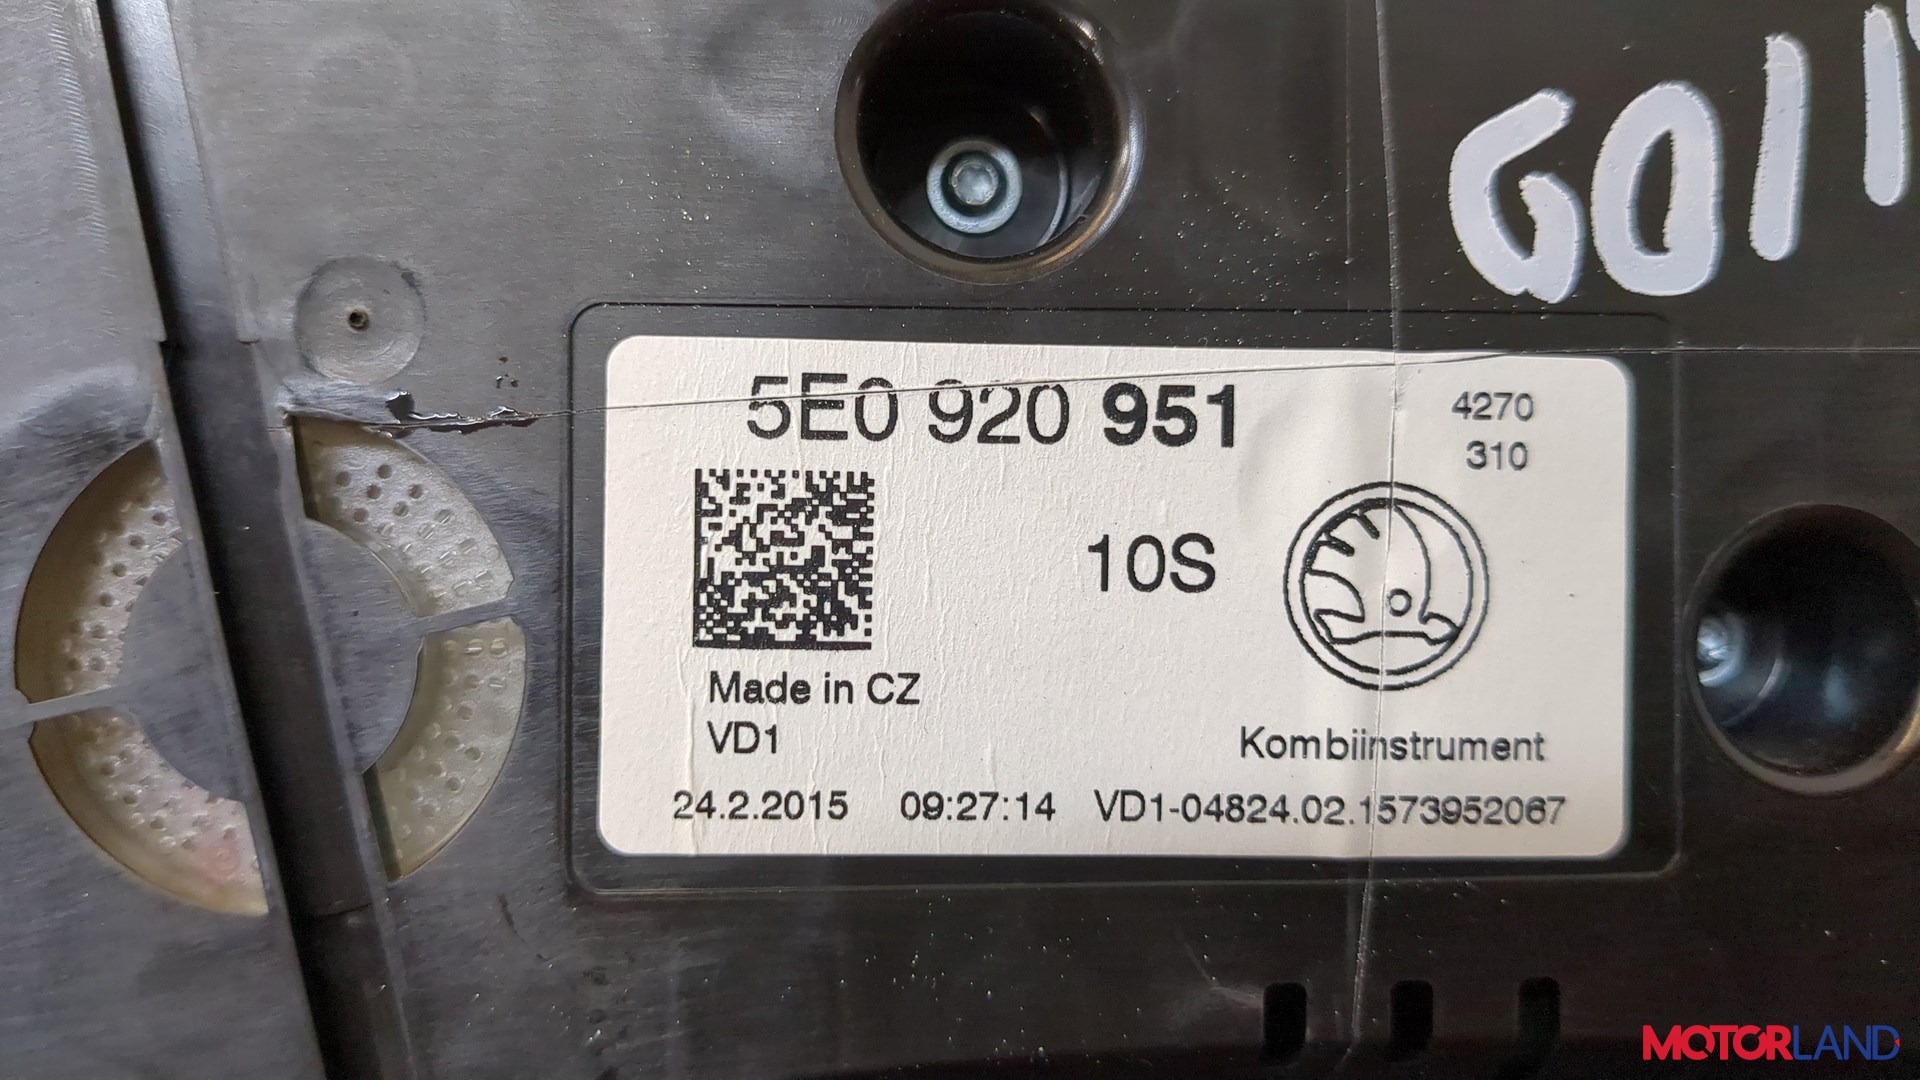 5E0 920 951
4270
310
10S
Made in CZ
VD1
Kombiinstrument
24.2.2015 09:27:14 VD1-04824.02.1573952067
MOTORLAND